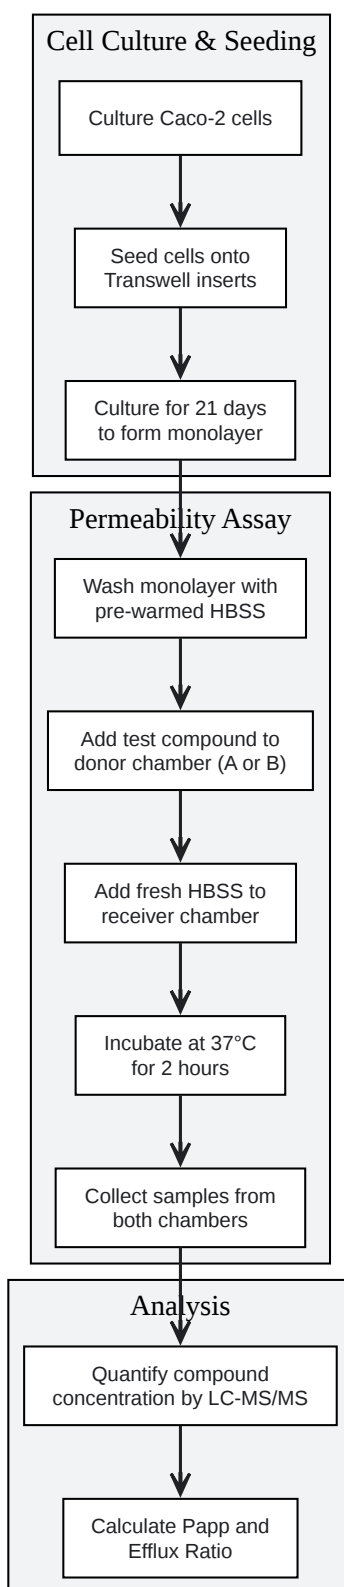 Cell Culture & Seeding
Culture Caco-2 cells
Seed cells onto
Transwell inserts
Culture for 21 days
to form monolayer
Permeability Assay
Wash monolayer with
pre-warmed HBSS
Add test compound to
donor chamber (A or B)
Add fresh HBSS to
receiver chamber
Incubate at 37°C
for 2 hours
Collect samples from
both chambers
Analysis
Quantify compound
concentration by LC-MS/MS
Calculate Papp and
Efflux Ratio